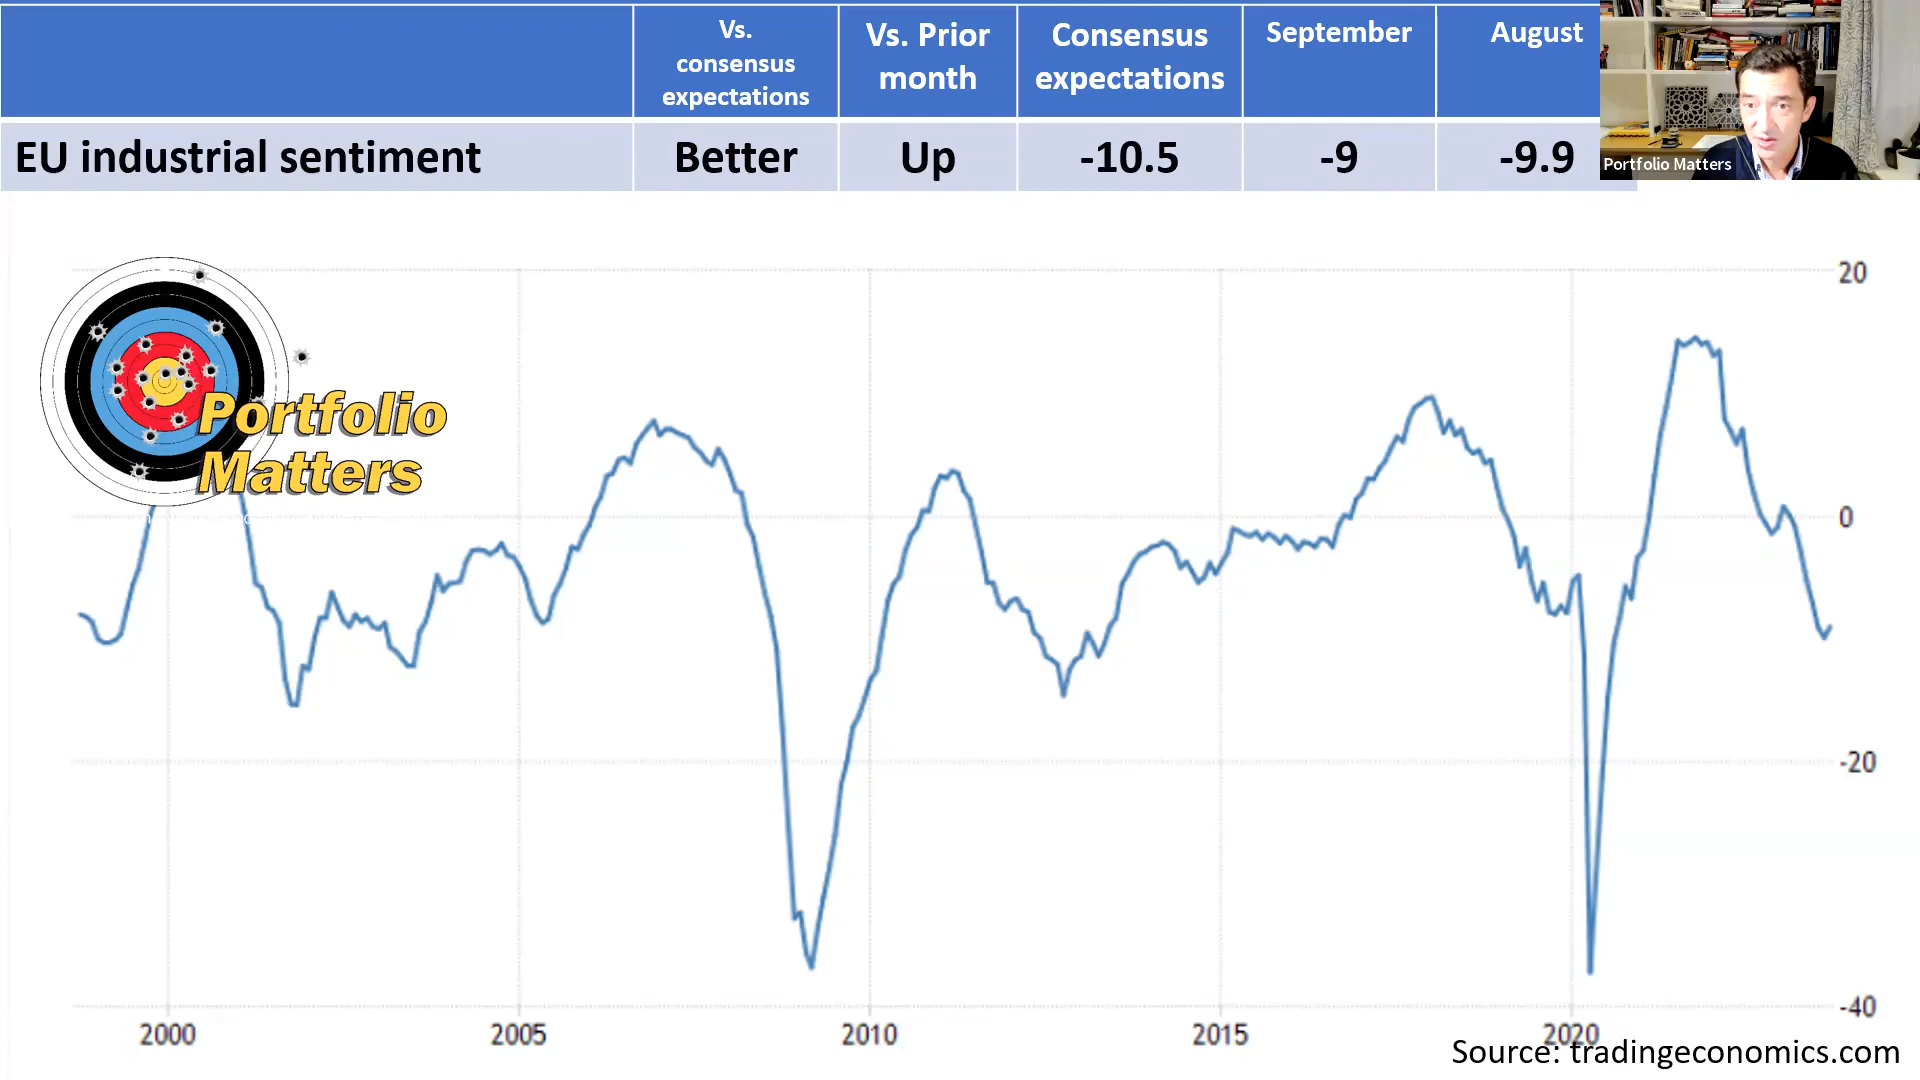 Vs.
consensus
expectations
Vs. Prior
month
Consensus
expectations
September
August
EU industrial sentiment
Better
Up
-10.5
-9
-9.9
Portfolio Matters
Portfolio
Matters
20
0
-20
-40
2000
2005
2010
2015
2020
Source: tradingeconomics.com